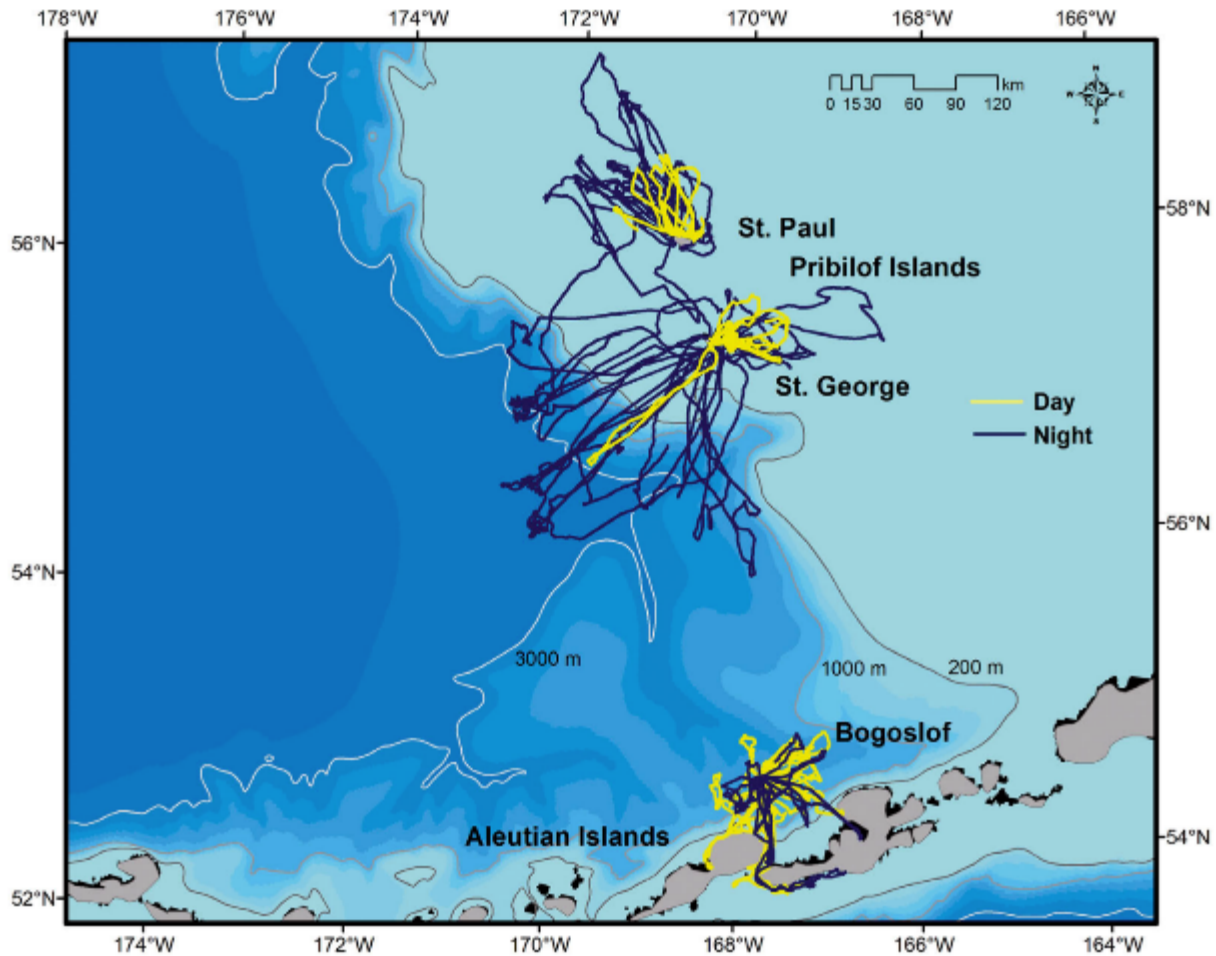 178°W 176°W 174°W 172°W 170°W 168°W 166°W
km
0 15 30 60 90 120
N
W E
S
58°N
56°N
St. Paul
Pribilof Islands
St. George
Day
Night
56°N
54°N
3000 m 1000 m 200 m
Bogoslof
Aleutian Islands
54°N
52°N
174°W 172°W 170°W 168°W 166°W 164°W